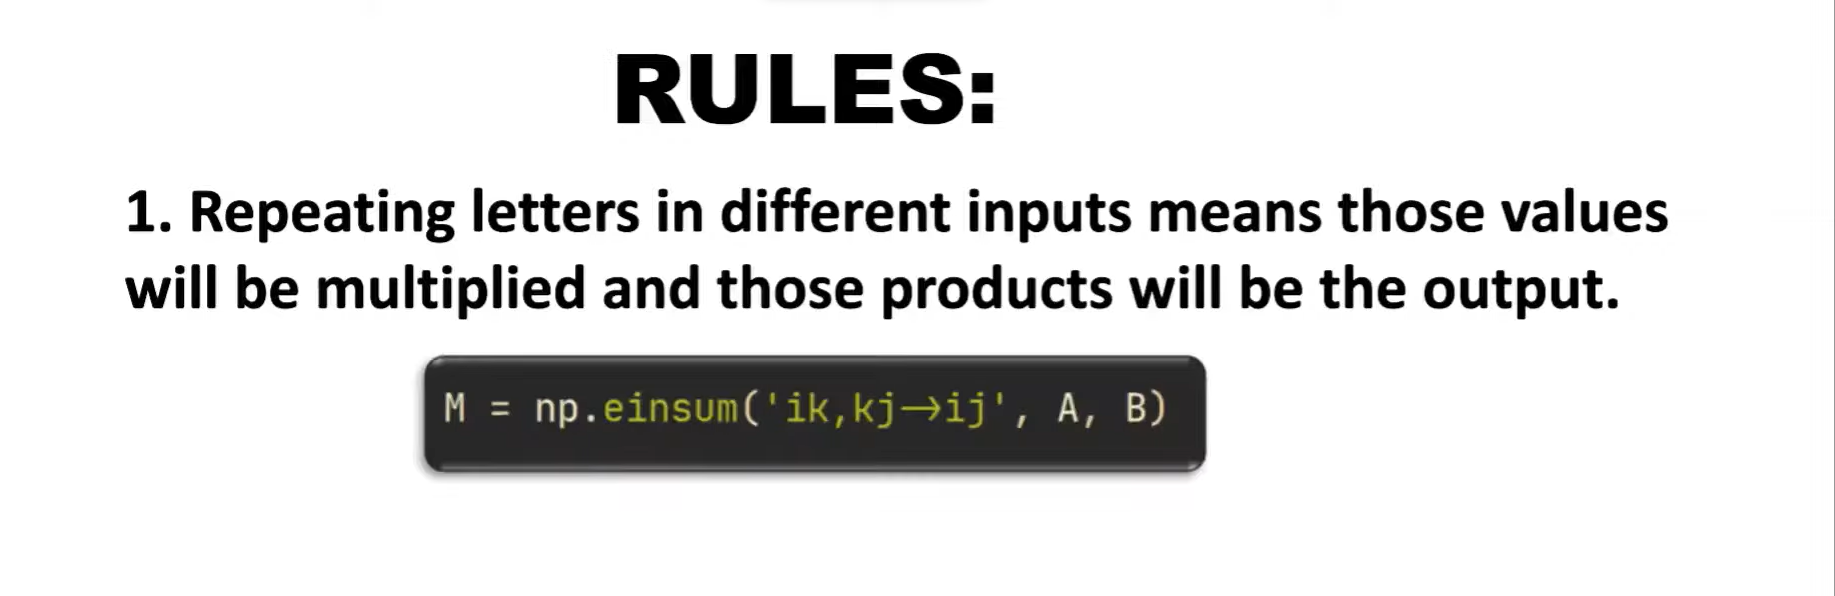 RULES:
1. Repeating letters in different inputs means those values
will be multiplied and those products will be the output.
M = np.einsum('ik,kj→ij', A, B)